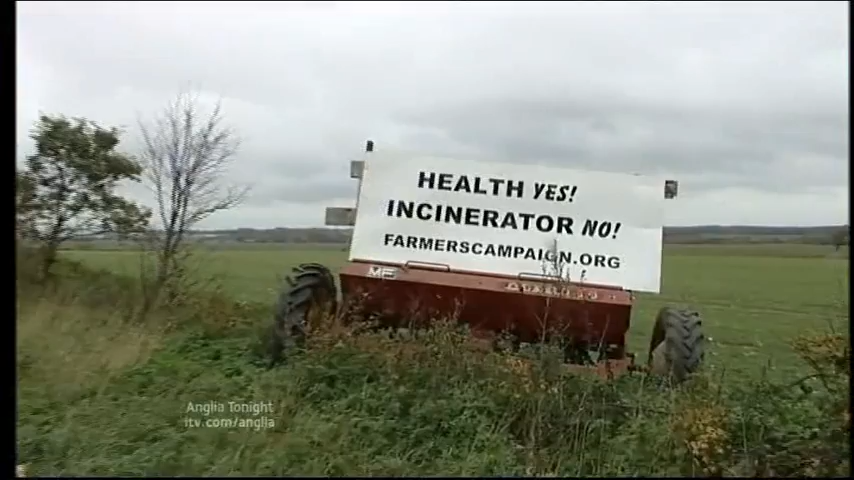 HEALTH YES!
INCINERATOR NO!
FARMERSCAMPAIGN.ORG
MF
Anglia Tonight
itv.com/anglia